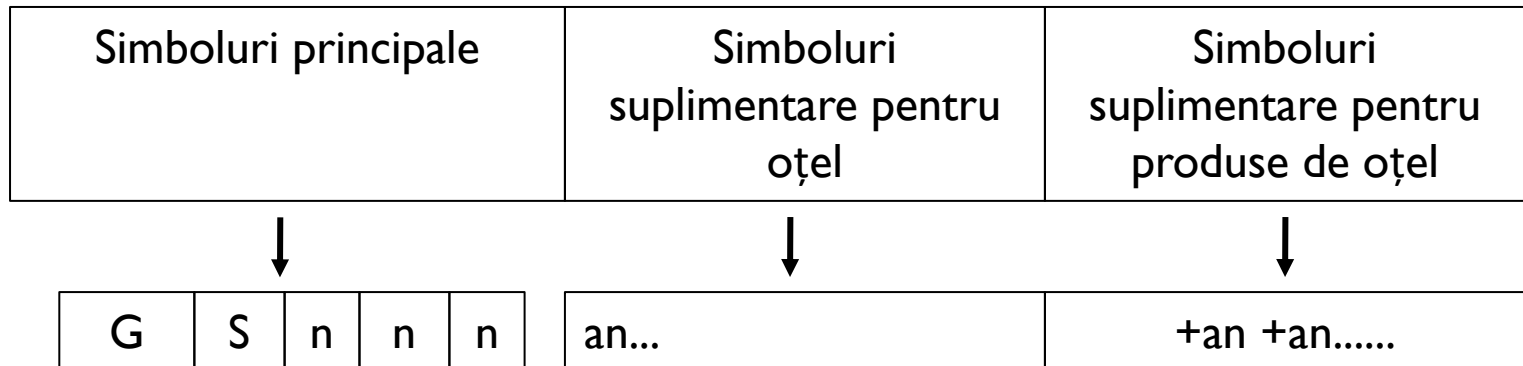 Simboluri principale
Simboluri
suplimentare pentru
oțel
Simboluri
suplimentare pentru
produse de oțel
G S n n n
an...
+an +an......